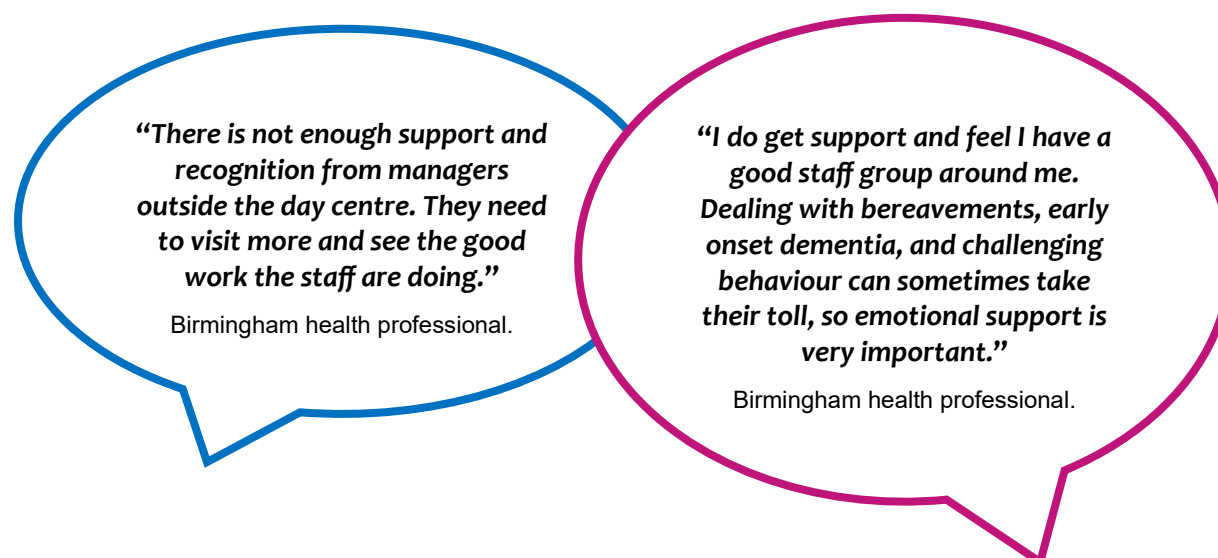 “There is not enough support and
recognition from managers
outside the day centre. They need
to visit more and see the good
work the staff are doing.”
Birmingham health professional.
“I do get support and feel I have a
good staff group around me.
Dealing with bereavements, early
onset dementia, and challenging
behaviour can sometimes take
their toll, so emotional support is
very important.”
Birmingham health professional.